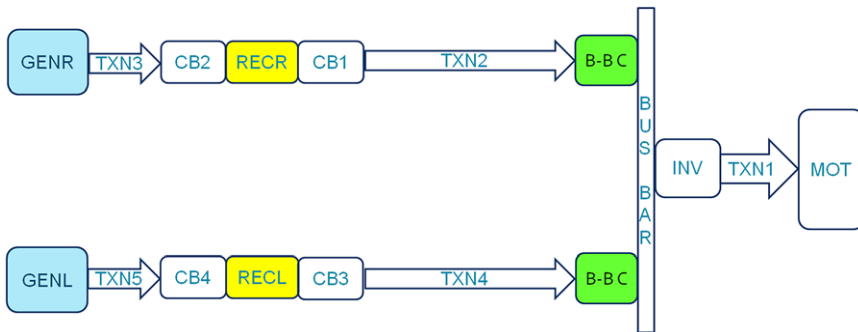 GENR TXN3 CB2 RECR CB1 TXN2 B-BC
BUS BAR
INV TXN1 MOT
GENL TXN5 CB4 RECL CB3 TXN4 B-BC